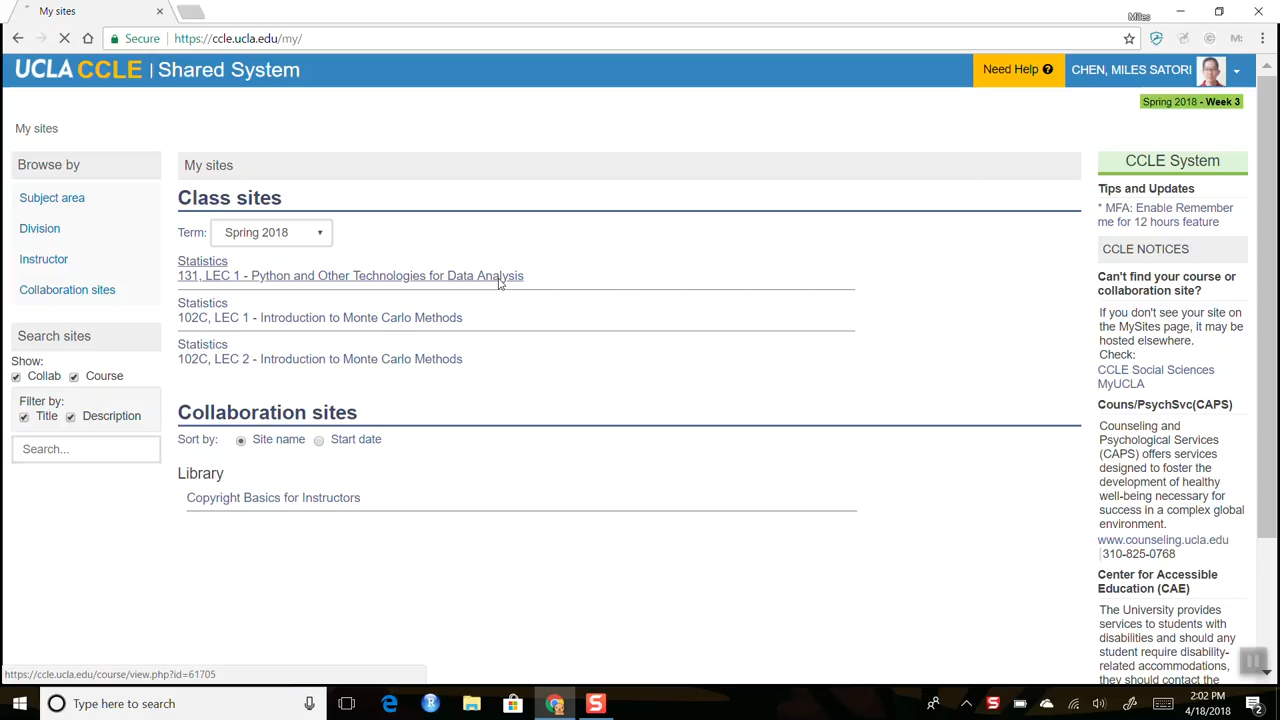 My sites
Miles
Secure
https://ccle.ucla.edu/my/
UCLA CCLE | Shared System
Need Help
CHEN, MILES SATORI
Spring 2018 - Week 3
My sites
Browse by
Subject area
Division
Instructor
Collaboration sites
Search sites
Show:
Collab Course
Filter by:
Title Description
Search...
My sites
Class sites
Term: Spring 2018
Statistics
131, LEC 1 - Python and Other Technologies for Data Analysis
Statistics
102C, LEC 1 - Introduction to Monte Carlo Methods
Statistics
102C, LEC 2 - Introduction to Monte Carlo Methods
Collaboration sites
Sort by: Site name Start date
Library
Copyright Basics for Instructors
CCLE System
Tips and Updates
* MFA: Enable Remember
me for 12 hours feature
CCLE NOTICES
Can't find your course or
collaboration site?
If you don't see your site on
the MySites page, it may be
hosted elsewhere.
Check:
CCLE Social Sciences
MyUCLA
Couns/PsychSvc(CAPS)
Counseling and
Psychological Services
(CAPS) offers services
designed to foster the
development of healthy
well-being necessary for
success in a complex global
environment.
www.counseling.ucla.edu
310-825-0768
Center for Accessible
Education (CAE)
The University provides
services to students with
disabilities and should any
student require disability-
related accommodations,
they should contact the
https://ccle.ucla.edu/course/view.php?id=61705
Type here to search
2:02 PM
4/18/2018